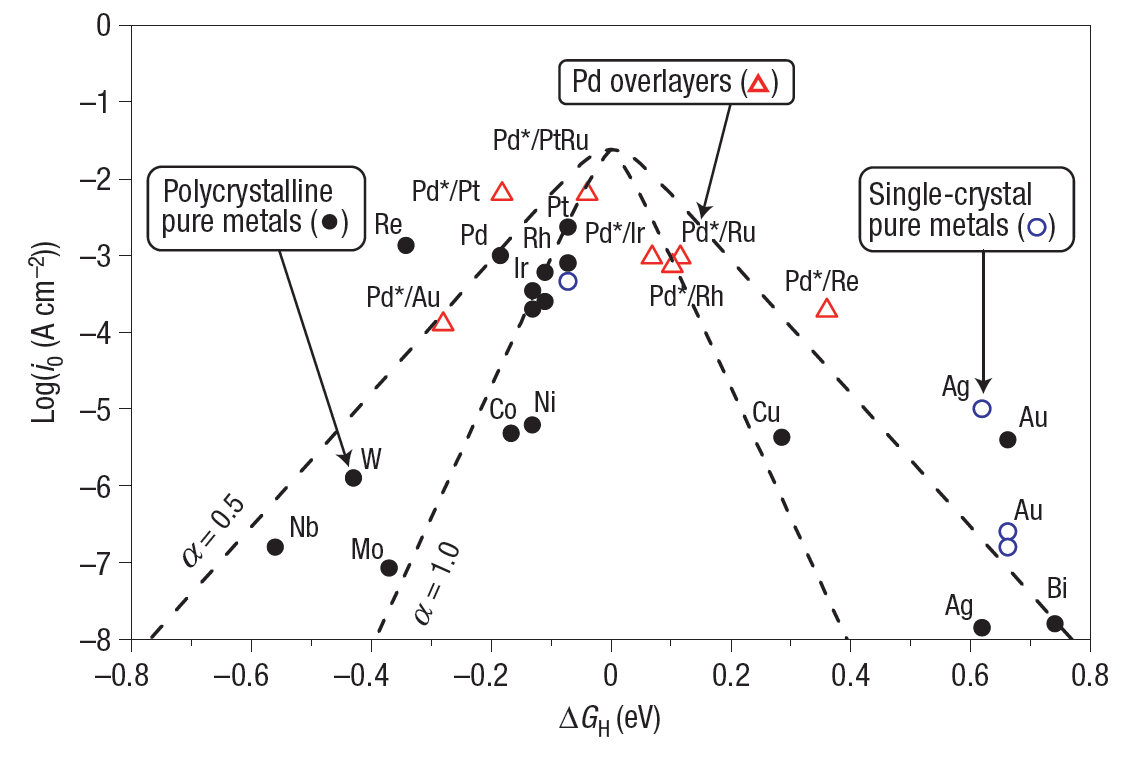 0
–1
–2
–3
–4
–5
–6
–7
–8
Log(i0 (A cm–2))
–0.8
–0.6
–0.4
–0.2
0
0.2
0.4
0.6
0.8
ΔGH (eV)
Pd overlayers (△)
Polycrystalline
pure metals (●)
Single-crystal
pure metals (○)
Pd*/PtRu
Pd*/Pt
Re
Pd
Pt
Rh
Ir
Pd*/Ir
Pd*/Ru
Pd*/Rh
Pd*/Re
Pd*/Au
Co
Ni
Cu
Ag
Au
W
Nb
Mo
Au
Ag
Bi
α = 0.5
α = 1.0